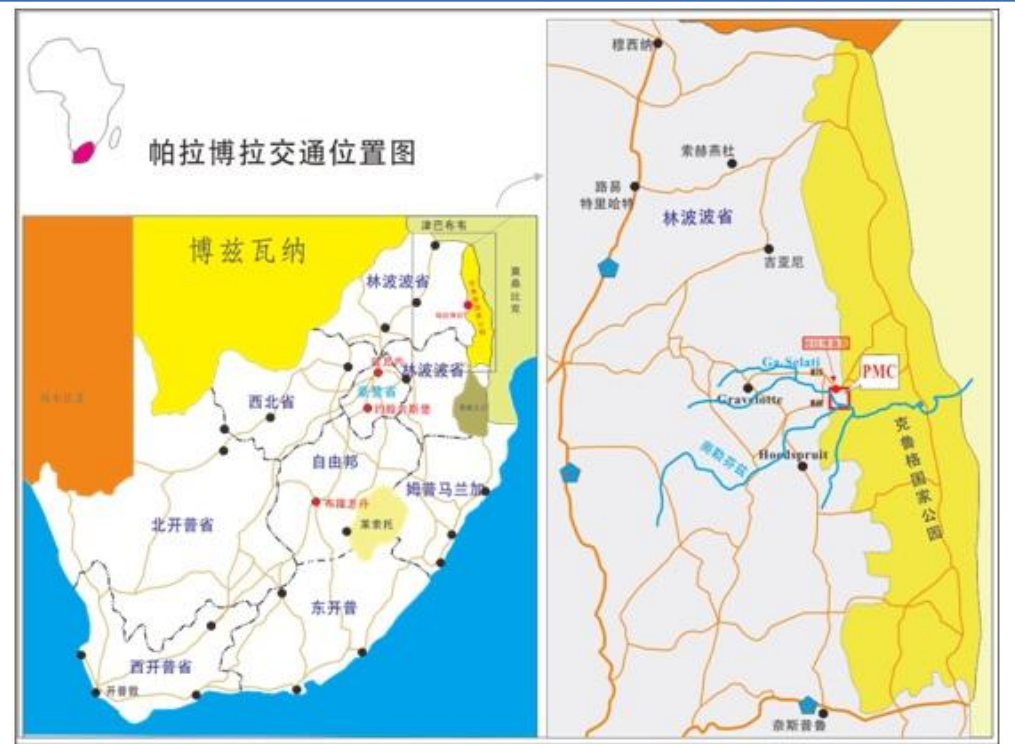 帕拉博拉交通位置图
津巴布韦
博兹瓦纳
林波波省
莫桑比克
林波波省
西北省
豪登省
约翰内斯堡
自由邦
姆普马兰加
布隆方丹
莱索托
北开普省
东开普
西开普省
开普敦
穆西纳
索赫燕杜
路易
特里哈特
林波波省
吉亚尼
Ga-Selati
PMC
Gravelotte
奥勒芬兹
Hoedspruit
克鲁格国家公园
奈斯普鲁